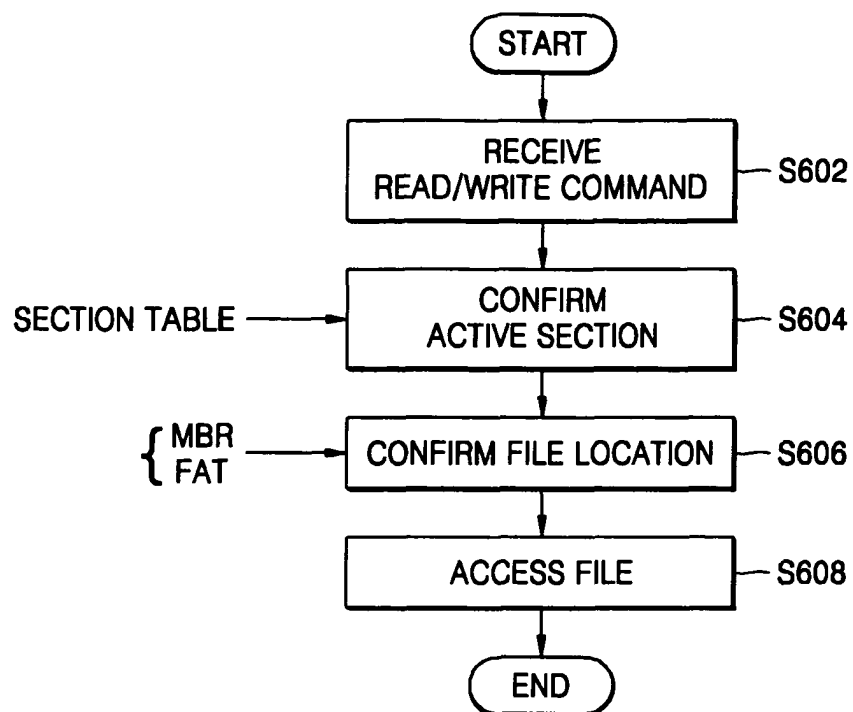 START
RECEIVE
READ/WRITE COMMAND
S602
SECTION TABLE
CONFIRM
ACTIVE SECTION
S604
MBR
FAT
CONFIRM FILE LOCATION
S606
ACCESS FILE
S608
END